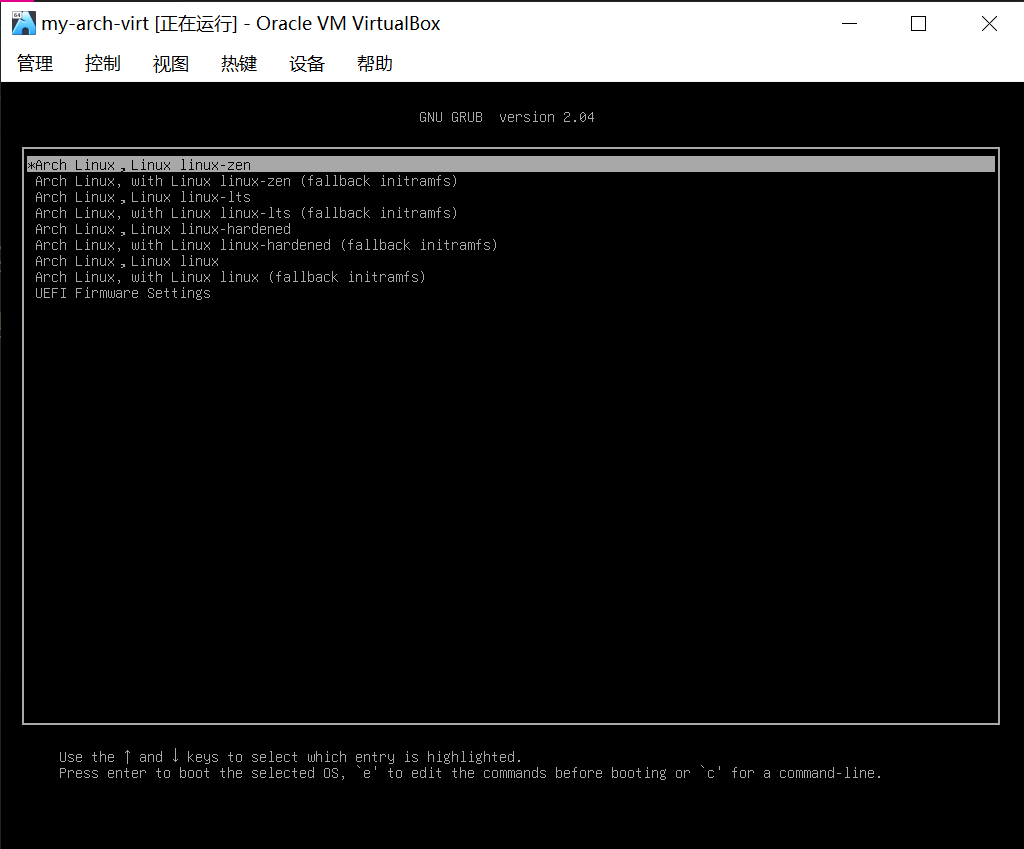 my-arch-virt [正在运行] - Oracle VM VirtualBox
管理 控制 视图 热键 设备 帮助
GNU GRUB version 2.04
*Arch Linux,Linux linux-zen
Arch Linux, with Linux linux-zen (fallback initramfs)
Arch Linux,Linux linux-lts
Arch Linux, with Linux linux-lts (fallback initramfs)
Arch Linux,Linux linux-hardened
Arch Linux, with Linux linux-hardened (fallback initramfs)
Arch Linux,Linux linux
Arch Linux, with Linux linux (fallback initramfs)
UEFI Firmware Settings
Use the ↑ and ↓ keys to select which entry is highlighted.
Press enter to boot the selected OS, `e' to edit the commands before booting or `c' for a command-line.